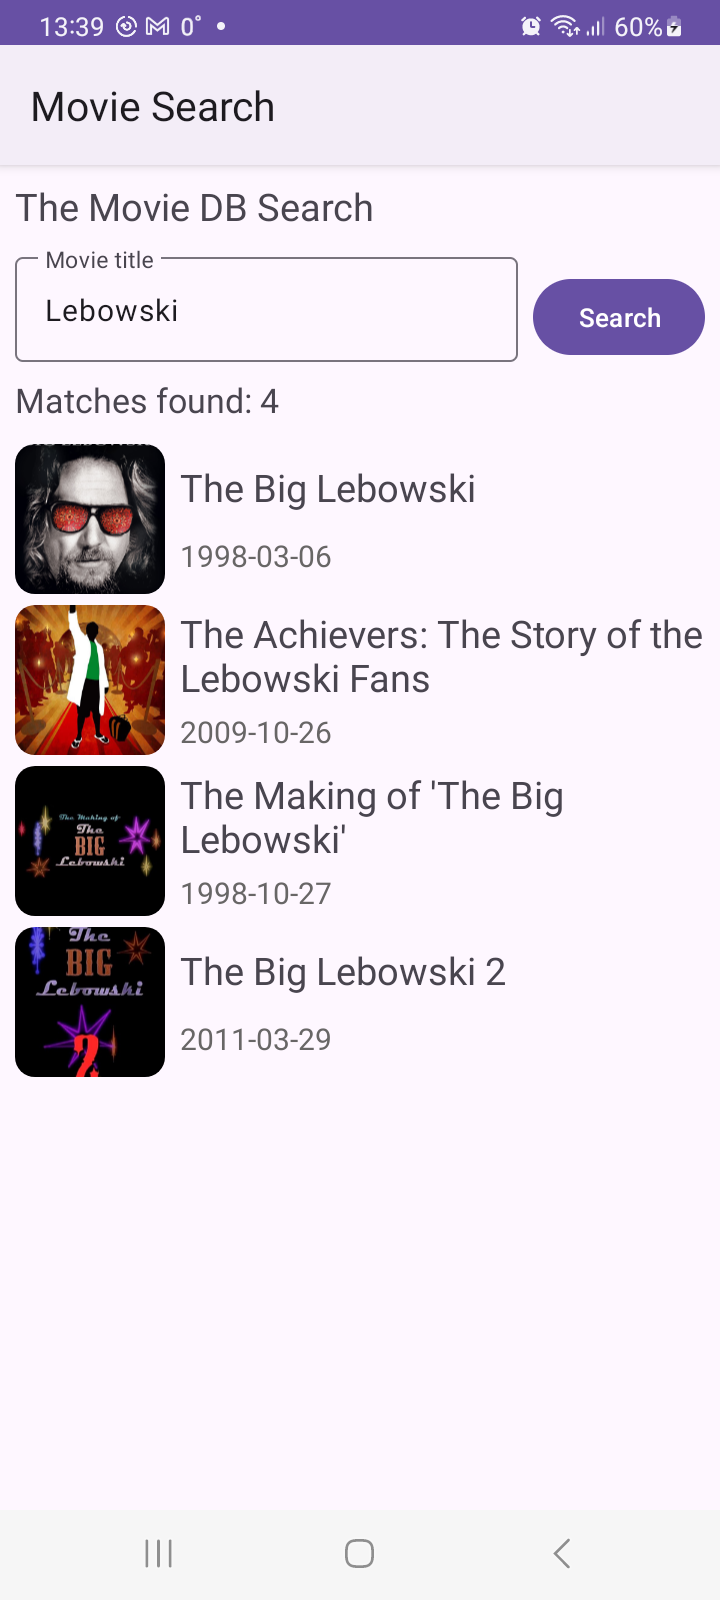 13:39 0° 60%
Movie Search
The Movie DB Search
Movie title
Lebowski
Search
Matches found: 4
The Big Lebowski
1998-03-06
The Achievers: The Story of the
Lebowski Fans
2009-10-26
The Making of
The
BIG
Lebowski
The Making of 'The Big
Lebowski'
1998-10-27
The
BIG
Lebowski
2
The Big Lebowski 2
2011-03-29